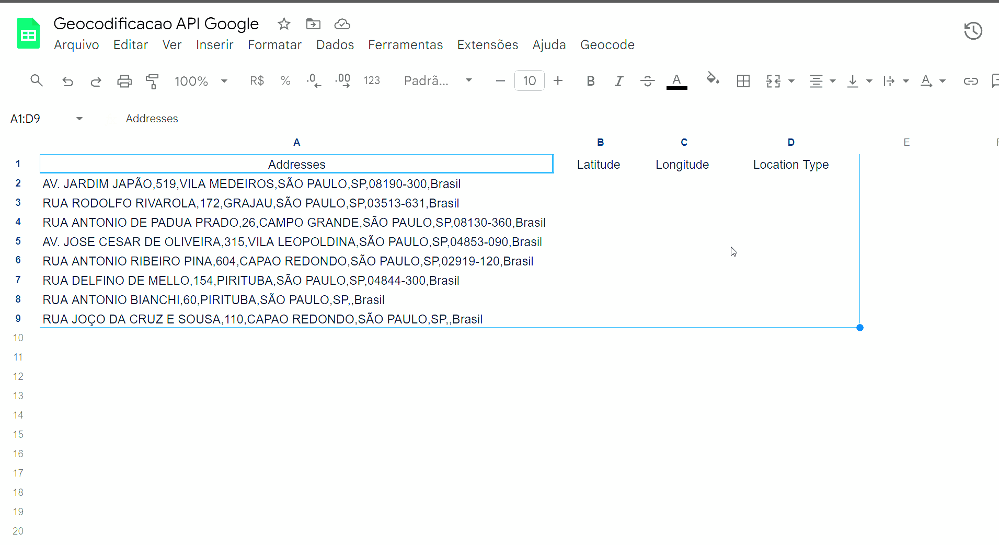 Geocodificacao API Google
Arquivo Editar Ver Inserir Formatar Dados Ferramentas Extensões Ajuda Geocode
100% R$ % .0 .00 123 Padrã... 10 B I A A
A1:D9 Addresses
A B C D E F
1 Addresses Latitude Longitude Location Type
2 AV. JARDIM JAPÃO,519,VILA MEDEIROS,SÃO PAULO,SP,08190-300,Brasil
3 RUA RODOLFO RIVAROLA,172,GRAJAU,SÃO PAULO,SP,03513-631,Brasil
4 RUA ANTONIO DE PADUA PRADO,26,CAMPO GRANDE,SÃO PAULO,SP,08130-360,Brasil
5 AV. JOSE CESAR DE OLIVEIRA,315,VILA LEOPOLDINA,SÃO PAULO,SP,04853-090,Brasil
6 RUA ANTONIO RIBEIRO PINA,604,CAPAO REDONDO,SÃO PAULO,SP,02919-120,Brasil
7 RUA DELFINO DE MELLO,154,PIRITUBA,SÃO PAULO,SP,04844-300,Brasil
8 RUA ANTONIO BIANCHI,60,PIRITUBA,SÃO PAULO,SP,,Brasil
9 RUA JOÇO DA CRUZ E SOUSA,110,CAPAO REDONDO,SÃO PAULO,SP,,Brasil
10
11
12
13
14
15
16
17
18
19
20